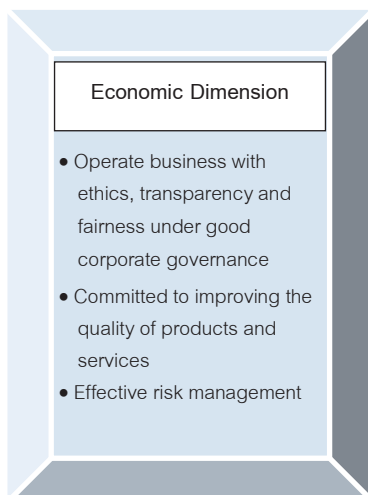 Economic Dimension
• Operate business with
ethics, transparency and
fairness under good
corporate governance
• Committed to improving the
quality of products and
services
• Effective risk management